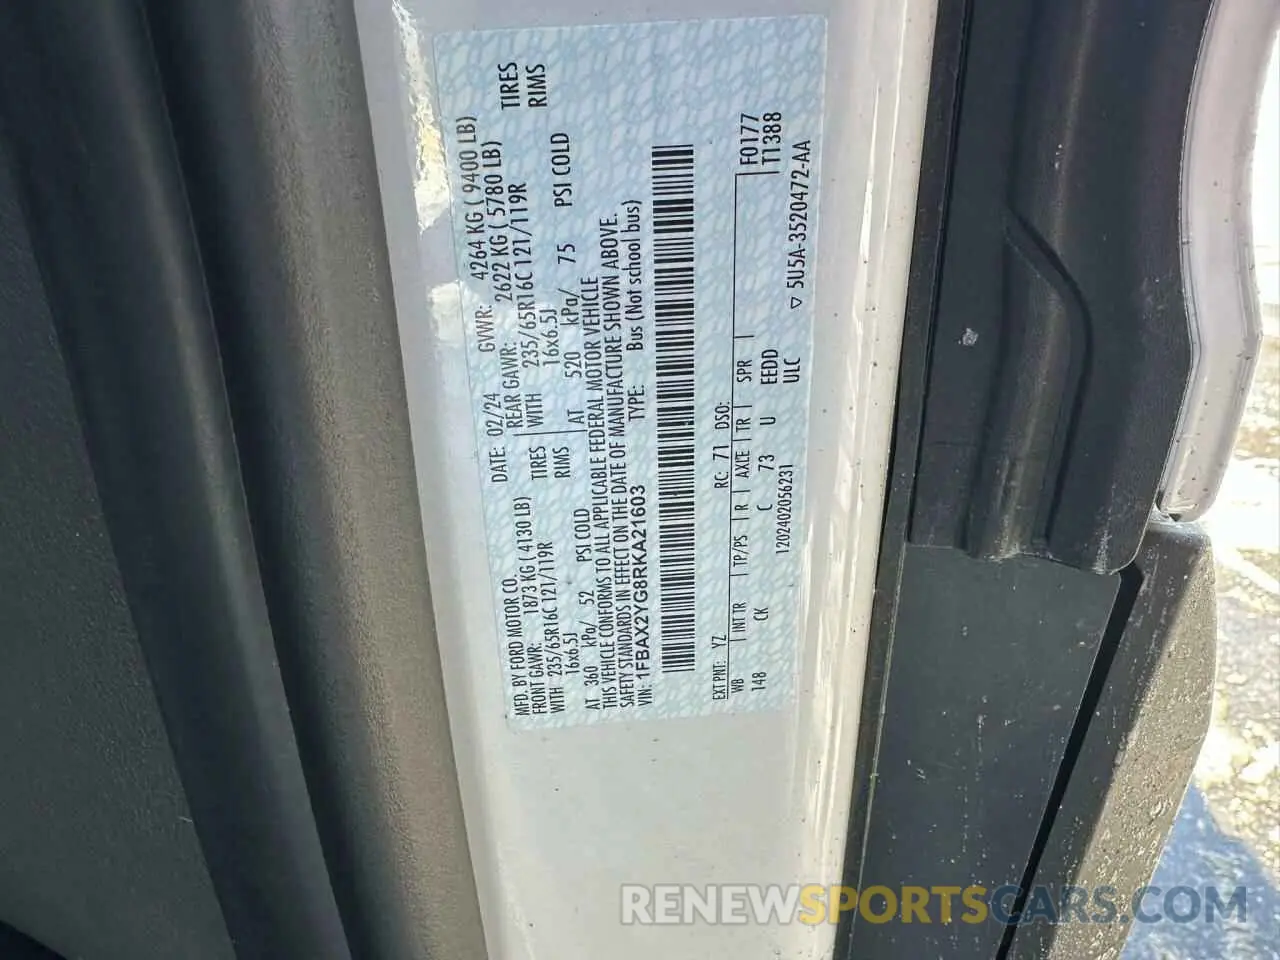 MFD. BY FORD MOTOR CO. DATE: 02/24 GVWR: 4264 KG ( 9400 LB)
FRONT GAWR: 1873 KG ( 4130 LB) REAR GAWR: 2622 KG ( 5780 LB)
WITH 235/65R16C 121/119R TIRES WITH 235/65R16C 121/119R TIRES
16x6.5J RIMS 16x6.5J RIMS
AT 360 kPa/ 52 PSI COLD AT 520 kPa/ 75 PSI COLD
THIS VEHICLE CONFORMS TO ALL APPLICABLE FEDERAL MOTOR VEHICLE
SAFETY STANDARDS IN EFFECT ON THE DATE OF MANUFACTURE SHOWN ABOVE.
VIN: 1FBAX2YG8RKA21603 TYPE: Bus (Not school bus)
EXT PNT: YZ RC: 71 DSO: F0177
WB INT TR TP/PS R AXLE TR SPR T1388
148 CK C 73 U EEDD
1202402056231 ULC ▽ 5U5A-3520472-AA
RENEWSPORTSCARS.COM